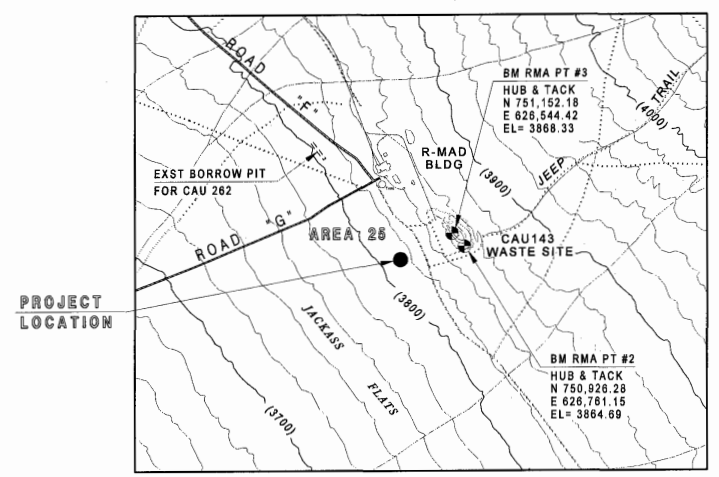 ROAD "F"
BM RMA PT #3
HUB & TACK
N 751,152.18
E 626,544.42
EL= 3868.33
TRAIL
(4000)
R-MAD
BLDG
"F"
EXST BORROW PIT
FOR CAU 262
(3900)
JEEP
ROAD "G"
AREA 25
CAU143
WASTE SITE
PROJECT
LOCATION
(3800)
JACKASS
FLATS
BM RMA PT #2
HUB & TACK
N 750,926.28
E 626,761.15
EL= 3864.69
(3700)